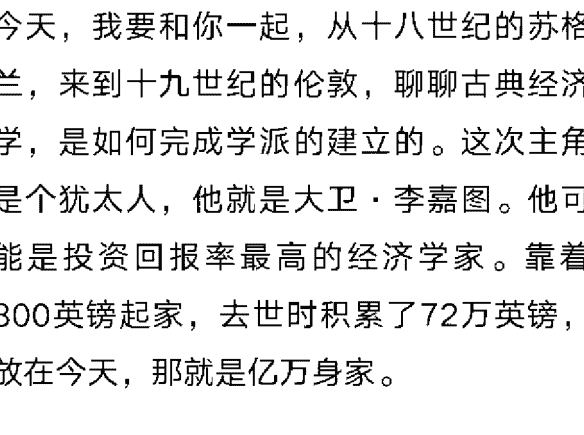 今天，我要和你一起，从十八世纪的苏格
兰，来到十九世纪的伦敦，聊聊古典经济
学，是如何完成学派的建立的。这次主角
是个犹太人，他就是大卫·李嘉图。他可
能是投资回报率最高的经济学家。靠着
800英镑起家，去世时积累了72万英镑，
放在今天，那就是亿万身家。